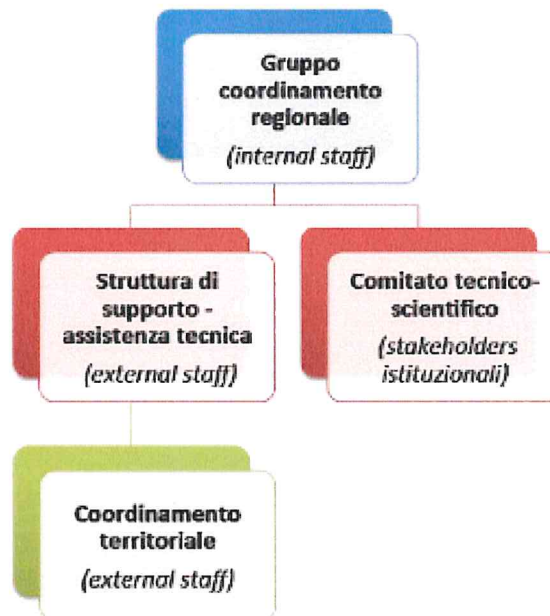 Gruppo
coordinamento
regionale
(internal staff)
Struttura di
supporto -
assistenza tecnica
(external staff)
Comitato tecnico-
scientifico
(stakeholders
istituzionali)
Coordinamento
territoriale
(external staff)